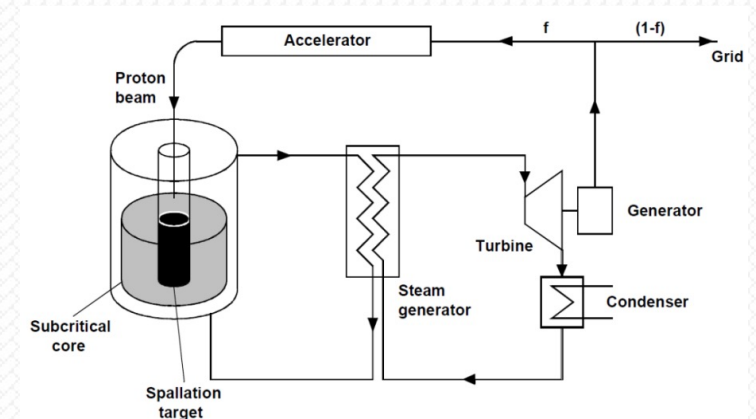 Accelerator
f
(1-f)
Grid
Proton
beam
Generator
Turbine
Steam
generator
Condenser
Subcritical
core
Spallation
target